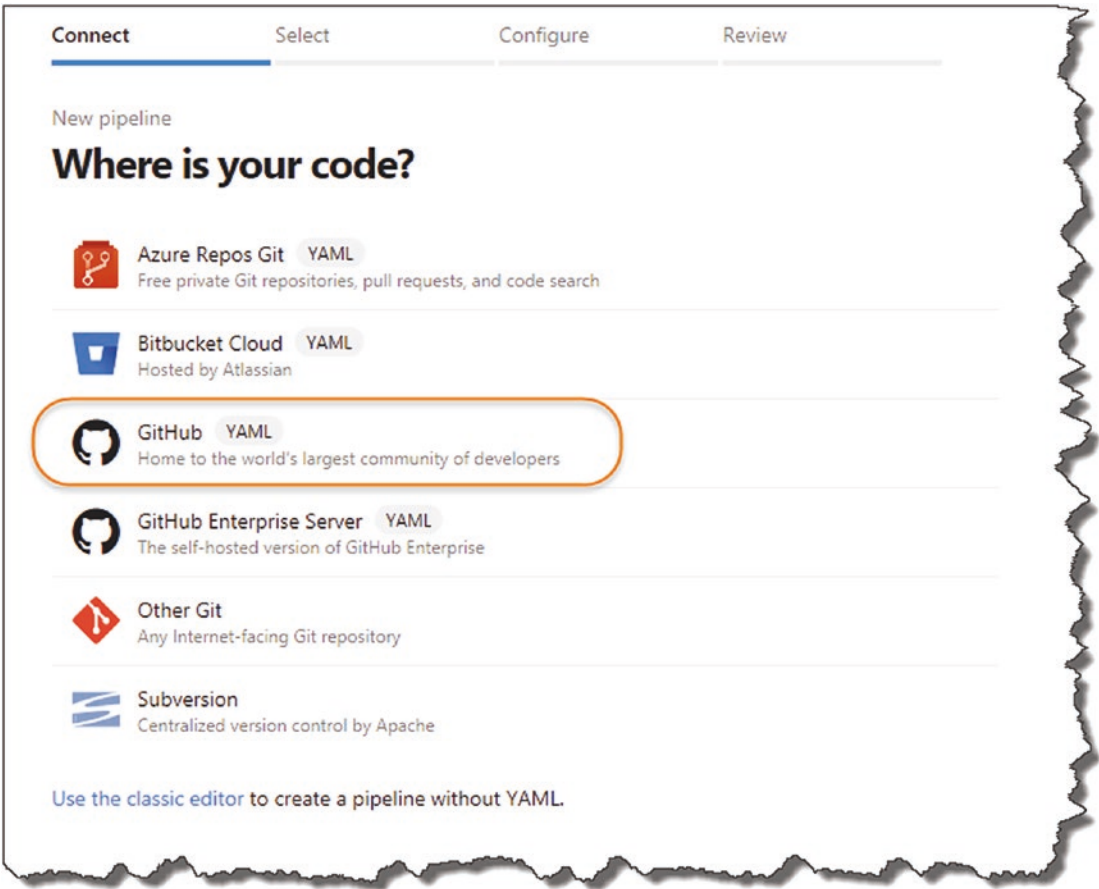 Connect Select Configure Review
New pipeline
Where is your code?
Azure Repos Git YAML
Free private Git repositories, pull requests, and code search
Bitbucket Cloud YAML
Hosted by Atlassian
GitHub YAML
Home to the world's largest community of developers
GitHub Enterprise Server YAML
The self-hosted version of GitHub Enterprise
Other Git
Any Internet-facing Git repository
Subversion
Centralized version control by Apache
Use the classic editor to create a pipeline without YAML.